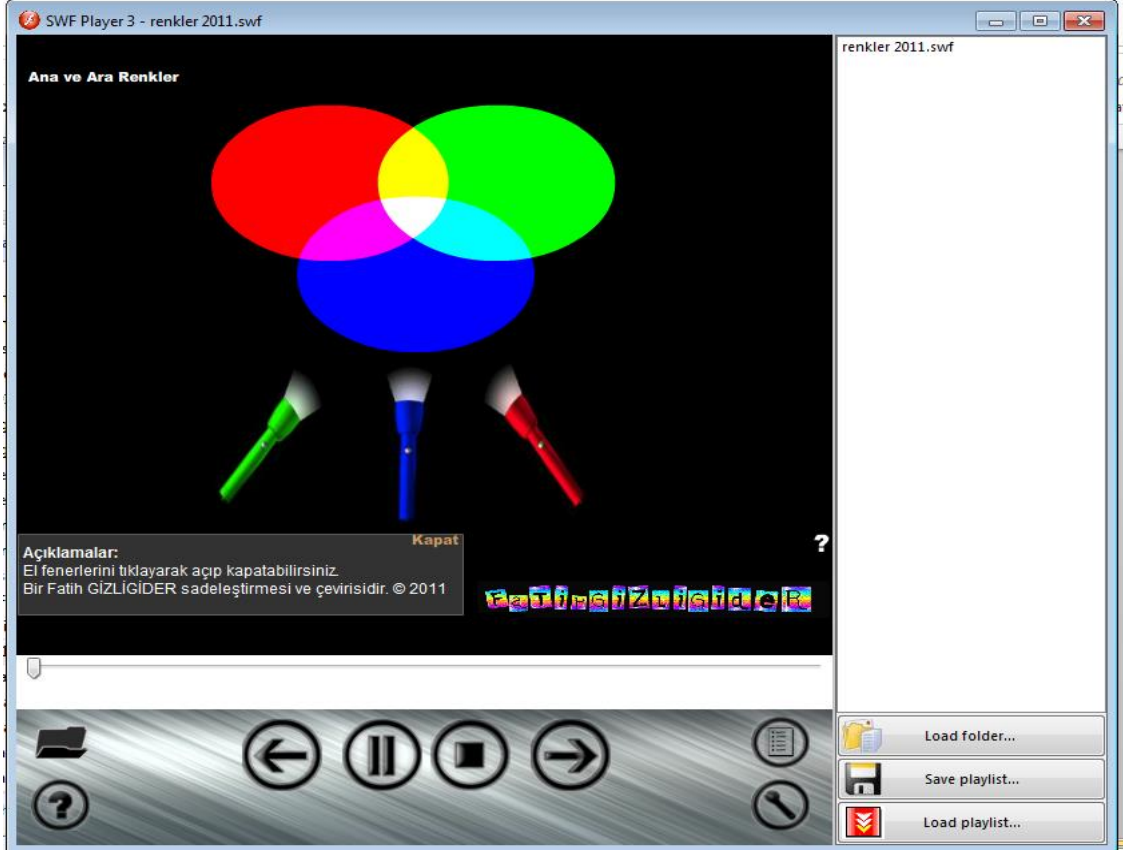 SWF Player 3 - renkler 2011.swf
renkler 2011.swf
Ana ve Ara Renkler
Kapat
Açıklamalar:
El fenerlerini tıklayarak açıp kapatabilirsiniz.
Bir Fatih GİZLİGİDER sadeleştirmesi ve çevirisidir. © 2011
?
FaTihGiZLiGideR
Load folder...
Save playlist...
Load playlist...
?